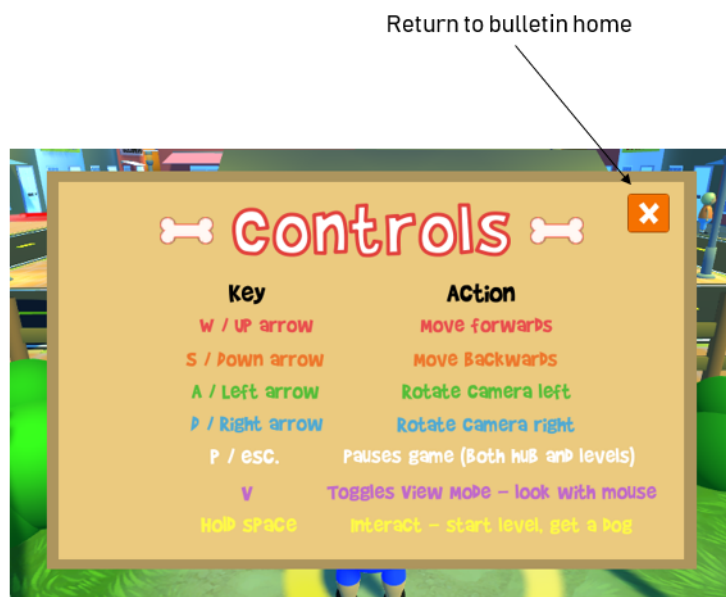 Return to bulletin home
Controls
Key Action
W / Up arrow Move forwards
S / Down arrow Move Backwards
A / Left arrow Rotate Camera left
D / Right arrow Rotate Camera right
P / esc. Pauses game (Both hub and levels)
V Toggles View Mode – look with mouse
Hold space Interact – start level, get a dog